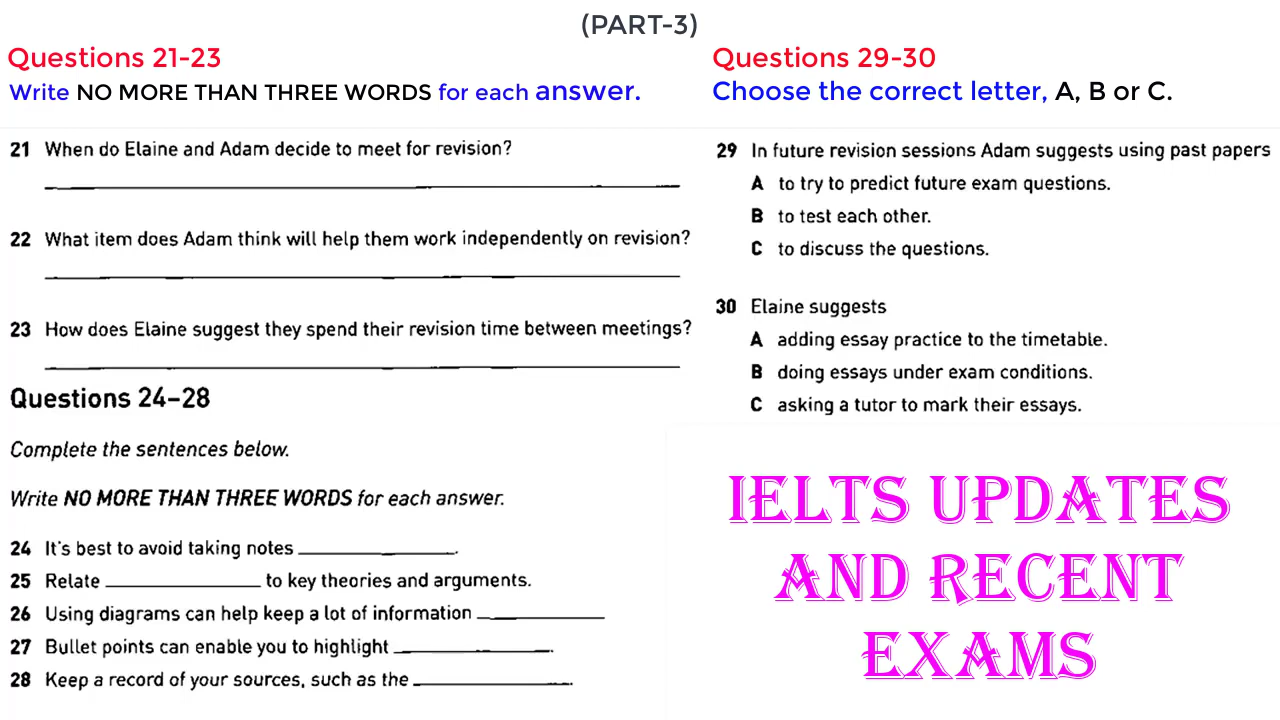 (PART-3)
Questions 21-23
Write NO MORE THAN THREE WORDS for each answer.
21 When do Elaine and Adam decide to meet for revision?
22 What item does Adam think will help them work independently on revision?
23 How does Elaine suggest they spend their revision time between meetings?
Questions 24–28
Complete the sentences below.
Write NO MORE THAN THREE WORDS for each answer.
24 It's best to avoid taking notes ____________.
25 Relate ____________ to key theories and arguments.
26 Using diagrams can help keep a lot of information ____________
27 Bullet points can enable you to highlight ____________.
28 Keep a record of your sources, such as the ____________.
Questions 29-30
Choose the correct letter, A, B or C.
29 In future revision sessions Adam suggests using past papers
A to try to predict future exam questions.
B to test each other.
C to discuss the questions.
30 Elaine suggests
A adding essay practice to the timetable.
B doing essays under exam conditions.
C asking a tutor to mark their essays.
IELTS UPDATES
AND RECENT
EXAMS